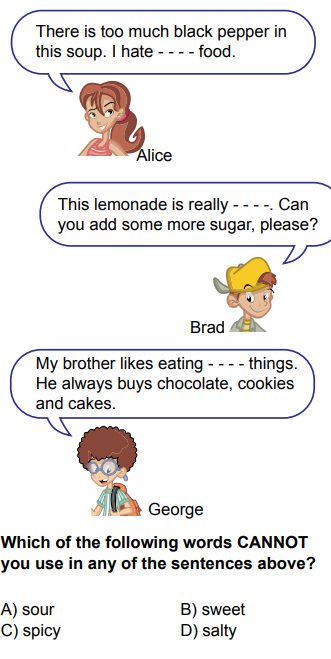 There is too much black pepper in
this soup. I hate - - - - food.
Alice
This lemonade is really - - - -. Can
you add some more sugar, please?
Brad
My brother likes eating - - - - things.
He always buys chocolate, cookies
and cakes.
George
Which of the following words CANNOT
you use in any of the sentences above?
A) sour
B) sweet
C) spicy
D) salty